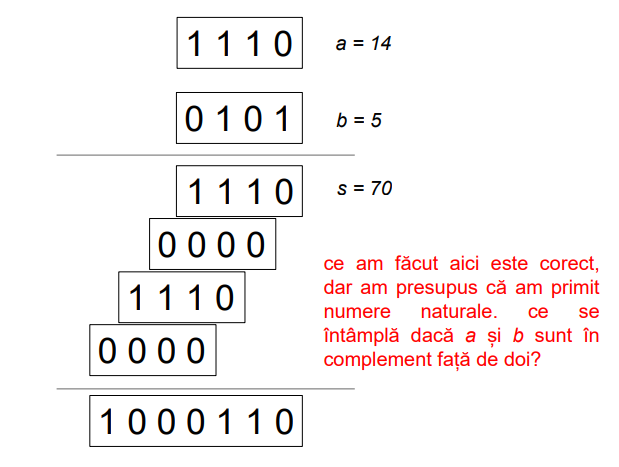 1 1 1 0 a = 14
0 1 0 1 b = 5
1 1 1 0 s = 70
0 0 0 0
1 1 1 0
0 0 0 0
ce am făcut aici este corect,
dar am presupus că am primit
numere naturale. ce se
întâmplă dacă a și b sunt în
complement față de doi?
1 0 0 0 1 1 0